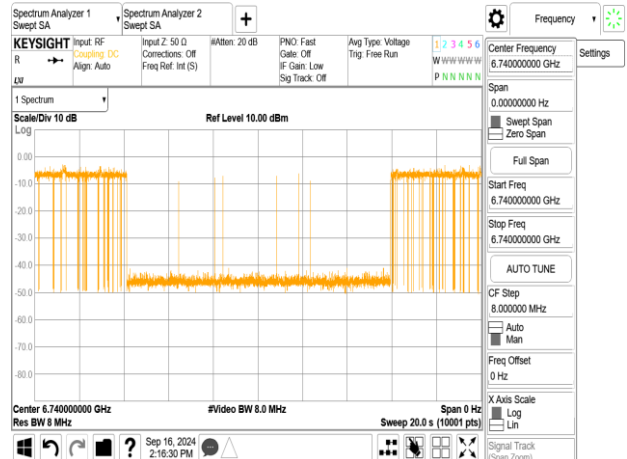 Spectrum Analyzer 1
Swept SA
Spectrum Analyzer 2
Swept SA
+
Frequency
KEYSIGHT
R
LXI
Input: RF
Coupling: DC
Align: Auto
Input Z: 50 Ω
Corrections: Off
Freq Ref: Int (S)
#Atten: 20 dB
PNO: Fast
Gate: Off
IF Gain: Low
Sig Track: Off
Avg Type: Voltage
Trig: Free Run
1 2 3 4 5 6
W W W W W W
P N N N N N
Center Frequency
6.740000000 GHz
Settings
Span
0.00000000 Hz
Swept Span
Zero Span
Full Span
Start Freq
6.740000000 GHz
Stop Freq
6.740000000 GHz
AUTO TUNE
CF Step
8.000000 MHz
Auto
Man
Freq Offset
0 Hz
X Axis Scale
Log
Lin
Signal Track
(Span Zoom)
1 Spectrum
Scale/Div 10 dB
Ref Level 10.00 dBm
Log
0.00
-10.0
-20.0
-30.0
-40.0
-50.0
-60.0
-70.0
-80.0
Center 6.740000000 GHz
#Video BW 8.0 MHz
Span 0 Hz
Res BW 8 MHz
Sweep 20.0 s (10001 pts)
?
Sep 16, 2024
2:16:30 PM